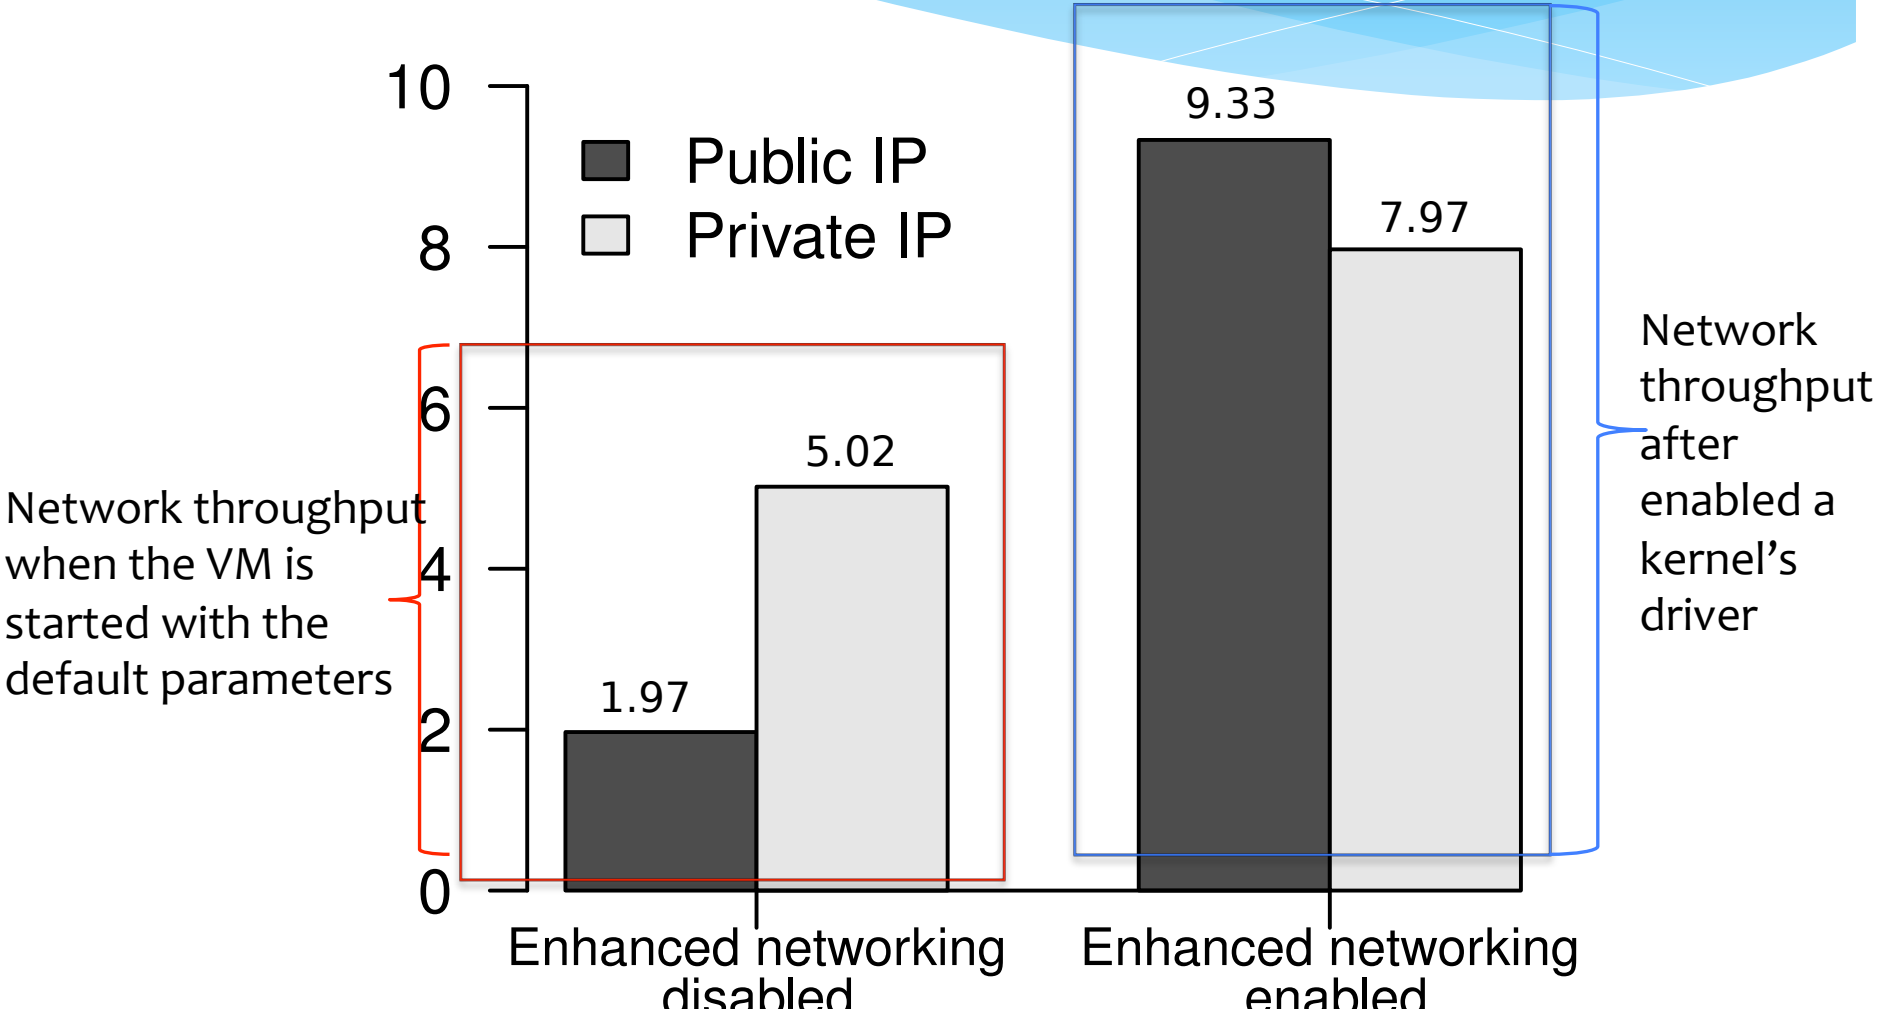 10
8
6
4
2
0
Public IP
Private IP
9.33
7.97
5.02
1.97
Network throughput
when the VM is
started with the
default parameters
Network
throughput
after
enabled a
kernel’s
driver
Enhanced networking
disabled
Enhanced networking
enabled